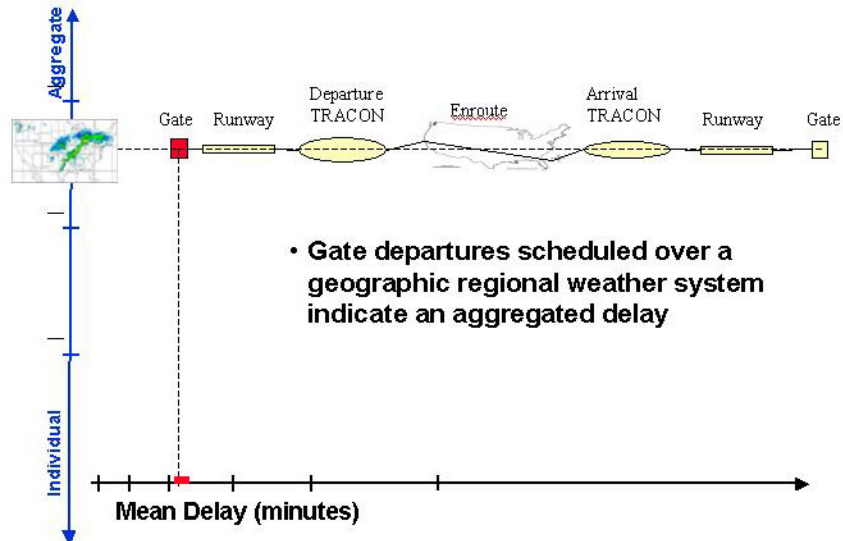 Aggregate
Departure
TRACON
Enroute
Arrival
TRACON
Gate
Runway
Runway
Gate
• Gate departures scheduled over a
geographic regional weather system
indicate an aggregated delay
Individual
Mean Delay (minutes)